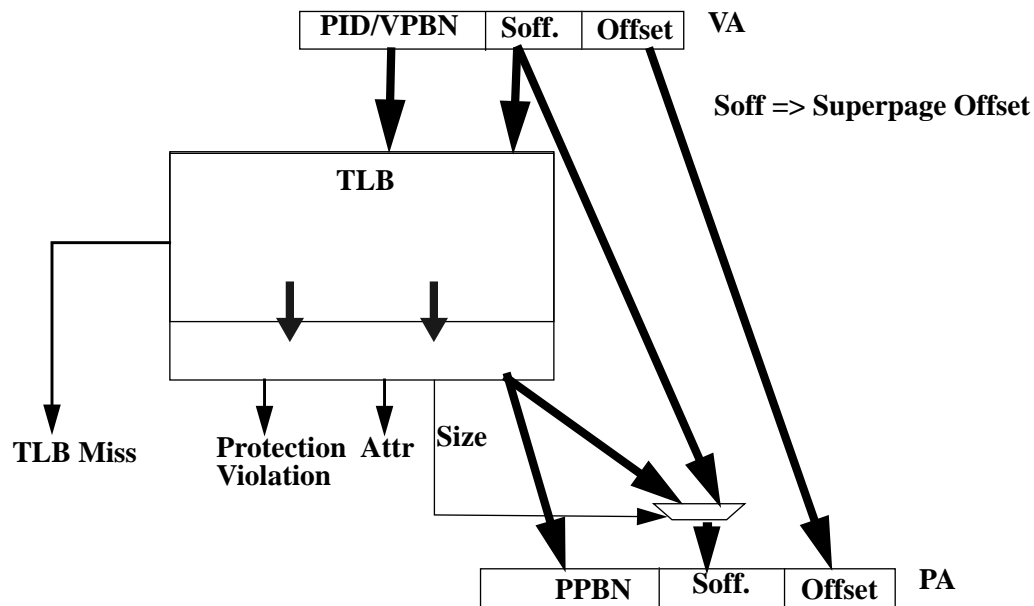 PID/VPBN Soff. Offset VA
Soff => Superpage Offset
TLB
TLB Miss
Protection
Violation
Attr
Size
PPBN Soff. Offset PA